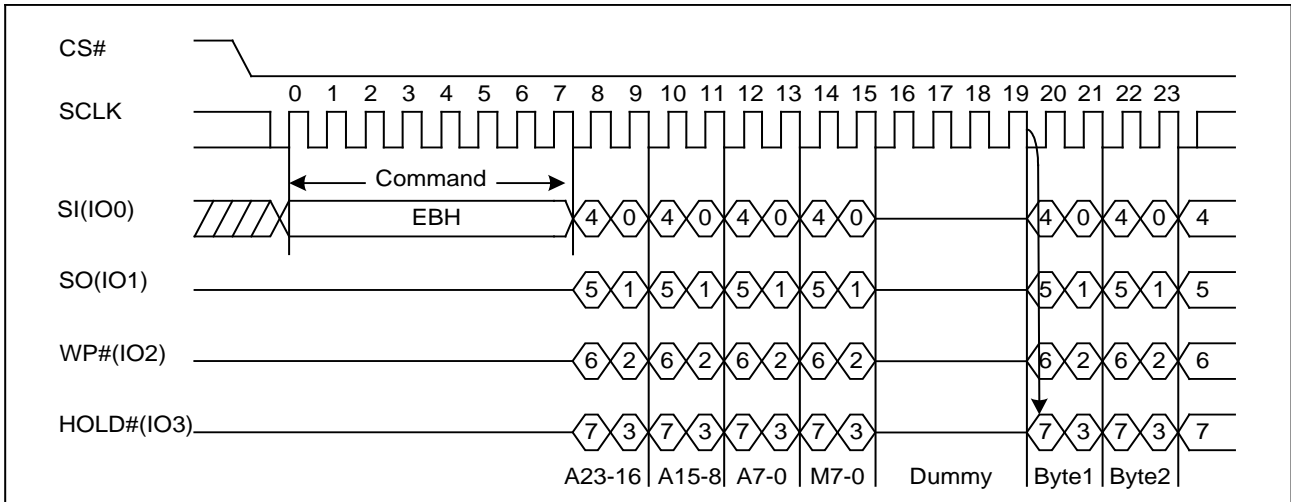 CS#
0 1 2 3 4 5 6 7 8 9 10 11 12 13 14 15 16 17 18 19 20 21 22 23
SCLK
Command
SI(IO0) EBH 4 0 4 0 4 0 4 0 4 0 4 0 4
SO(IO1) 5 1 5 1 5 1 5 1 5 1 5 1 5
WP#(IO2) 6 2 6 2 6 2 6 2 6 2 6 2 6
HOLD#(IO3) 7 3 7 3 7 3 7 3 7 3 7 3 7
A23-16 A15-8 A7-0 M7-0 Dummy Byte1 Byte2